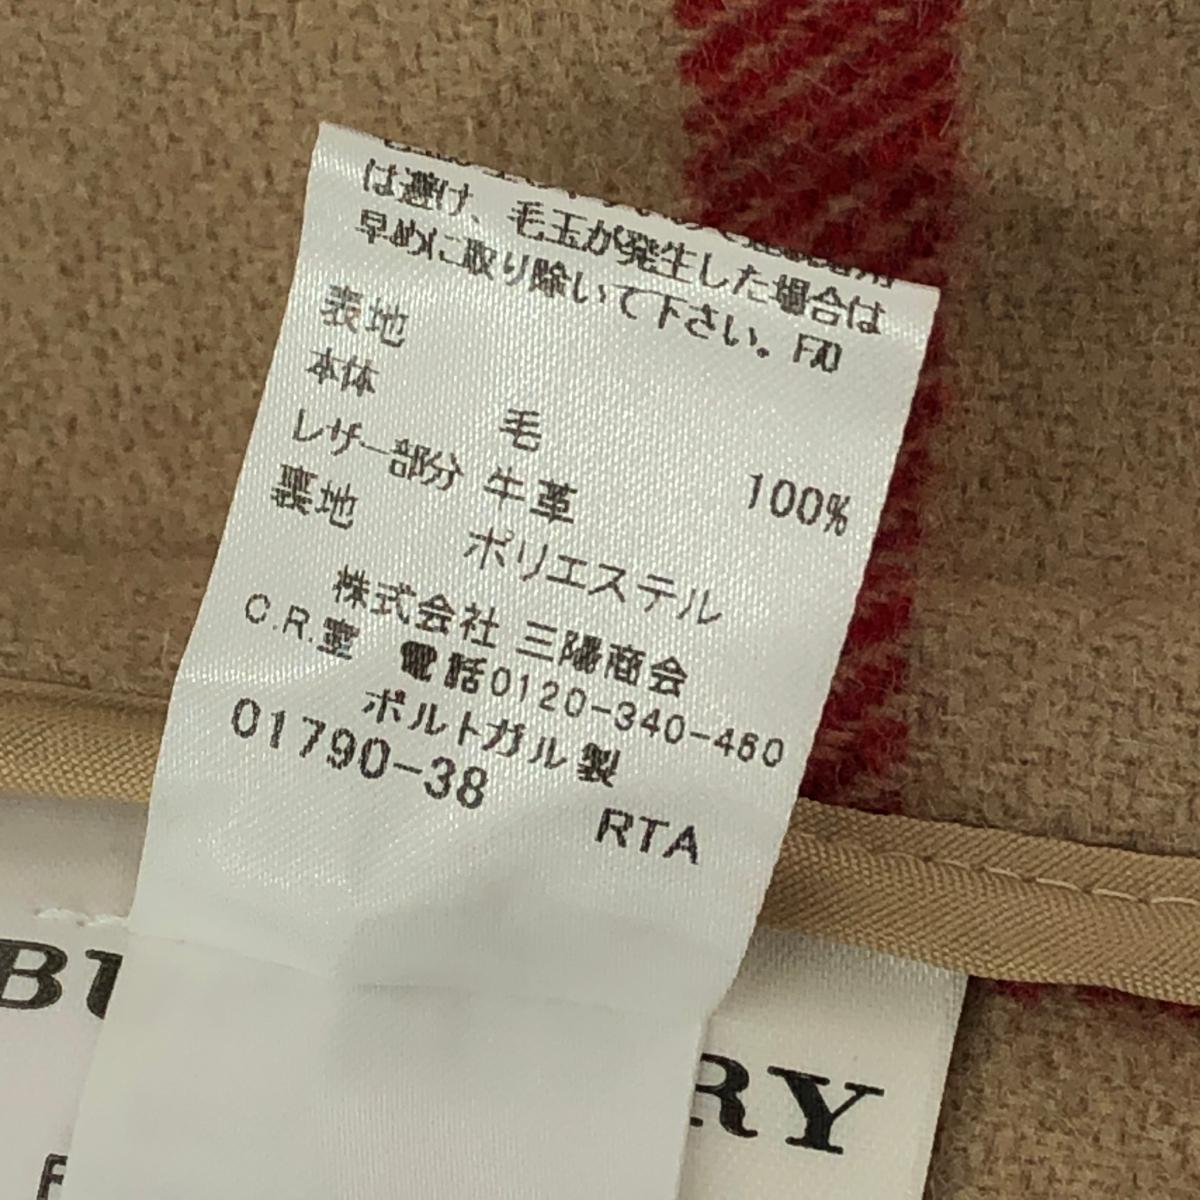 は避け、毛玉が発生した場合は
早めに取り除いて下さい。FXO
表地
本体 毛 100%
レザー部分 牛革
裏地 ポリエステル
株式会社 三陽商会
C.R.室 電話0120-340-460
ポルトガル製
01790-38 RTA
BU
RY